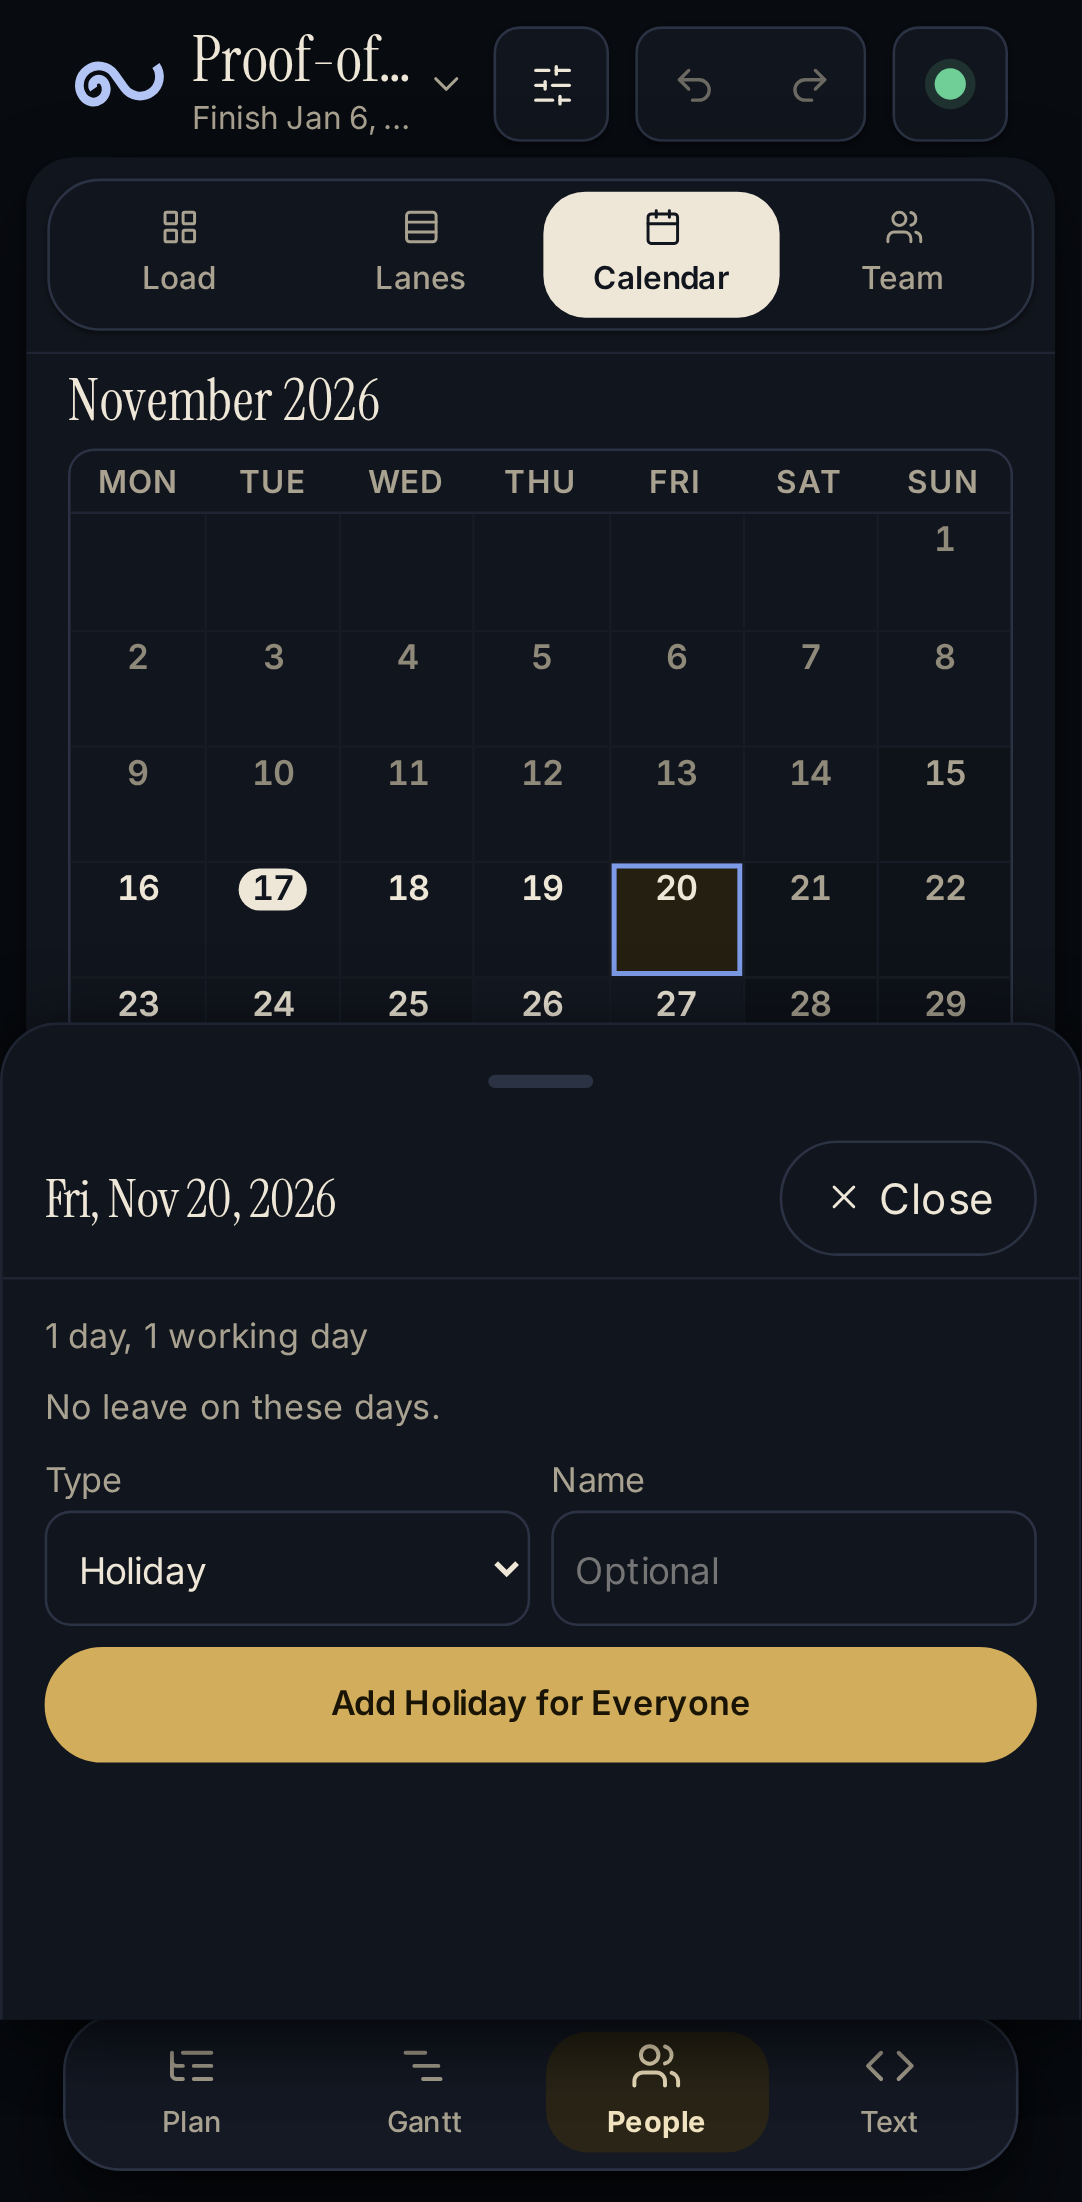 Proof-of...
Finish Jan 6, ...
Load Lanes Calendar Team
November 2026
MON TUE WED THU FRI SAT SUN
1
2 3 4 5 6 7 8
9 10 11 12 13 14 15
16 17 18 19 20 21 22
23 24 25 26 27 28 29
Fri, Nov 20, 2026
Close
1 day, 1 working day
No leave on these days.
Type Name
Holiday Optional
Add Holiday for Everyone
Plan Gantt People Text